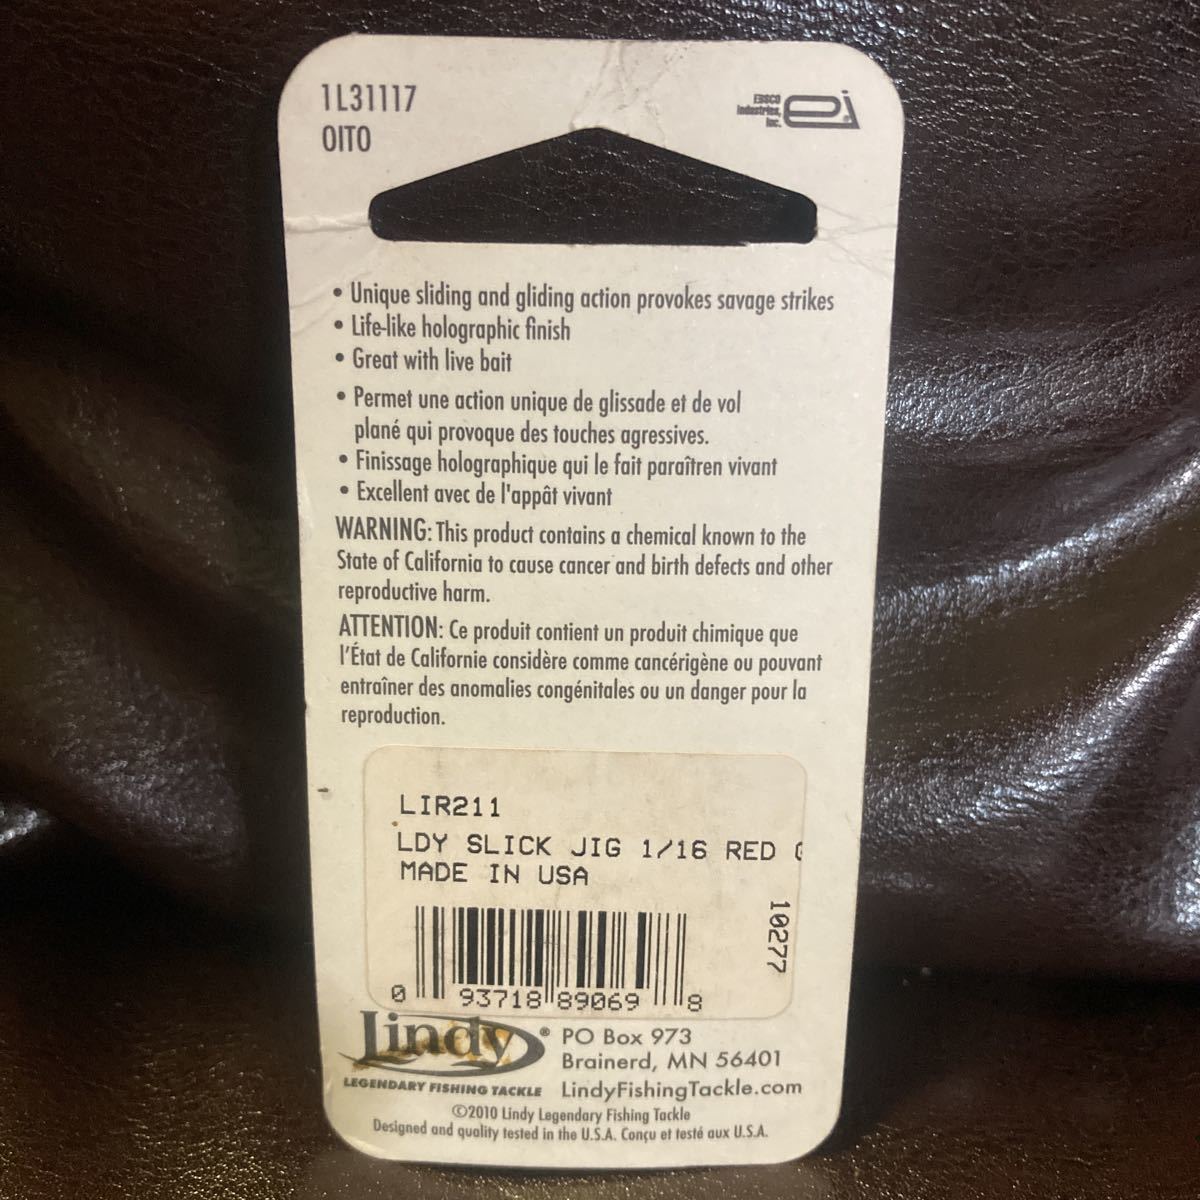 1L31117
OITO
EBSCO
Industries,
Inc.
ei
• Unique sliding and gliding action provokes savage strikes
• Life-like holographic finish
• Great with live bait
• Permet une action unique de glissade et de vol
plané qui provoque des touches agressives.
• Finissage holographique qui le fait paraîtren vivant
• Excellent avec de l'appât vivant
WARNING: This product contains a chemical known to the
State of California to cause cancer and birth defects and other
reproductive harm.
ATTENTION: Ce produit contient un produit chimique que
l'État de Californie considère comme cancérigène ou pouvant
entraîner des anomalies congénitales ou un danger pour la
reproduction.
LIR211
LDY SLICK JIG 1/16 RED
MADE IN USA
10277
0 93718 89069 8
Lindy®
LEGENDARY FISHING TACKLE
PO Box 973
Brainerd, MN 56401
LindyFishingTackle.com
©2010 Lindy Legendary Fishing Tackle
Designed and quality tested in the U.S.A. Conçu et testé aux U.S.A.